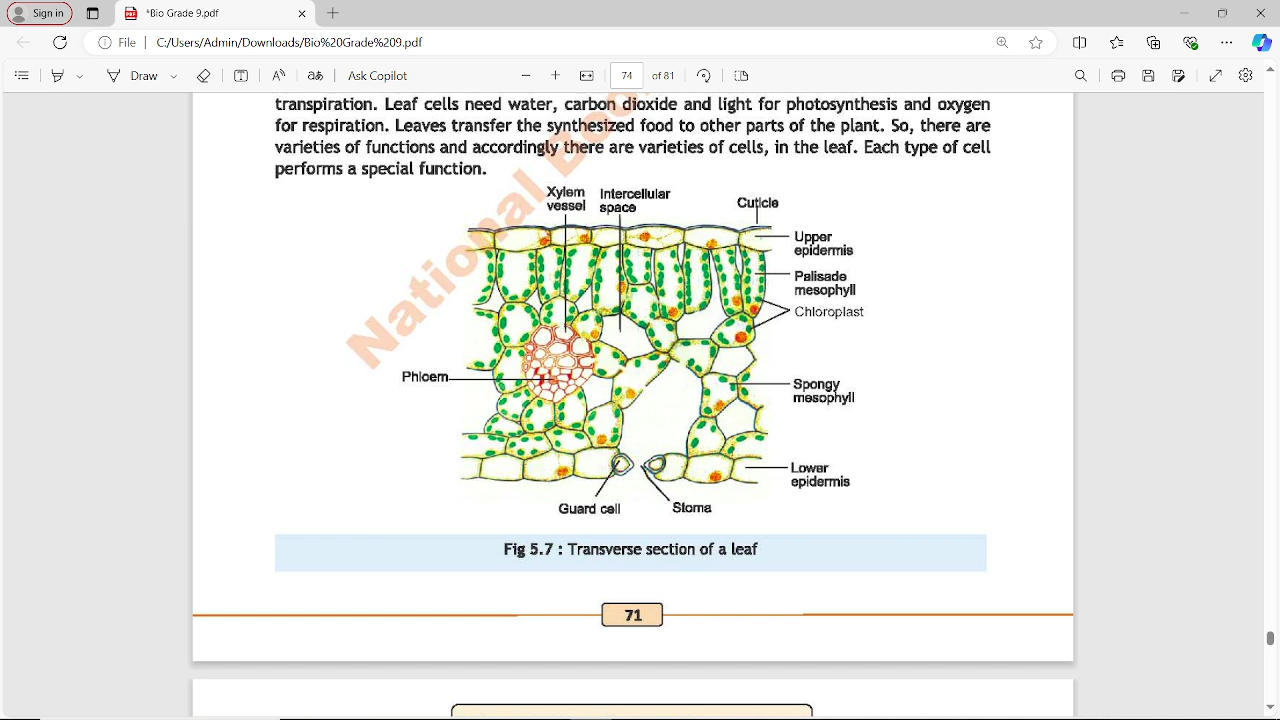 Sign in
*Bio Grade 9.pdf
File
C:/Users/Admin/Downloads/Bio%20Grade%209.pdf
Draw
Ask Copilot
74
of 81
transpiration. Leaf cells need water, carbon dioxide and light for photosynthesis and oxygen
for respiration. Leaves transfer the synthesized food to other parts of the plant. So, there are
varieties of functions and accordingly there are varieties of cells, in the leaf. Each type of cell
performs a special function.
National Boo
Xylem
vessel
Intercellular
space
Cuticle
Upper
epidermis
Palisade
mesophyll
Chloroplast
Phloem
Spongy
mesophyll
Lower
epidermis
Guard cell
Stoma
Fig 5.7 : Transverse section of a leaf
71